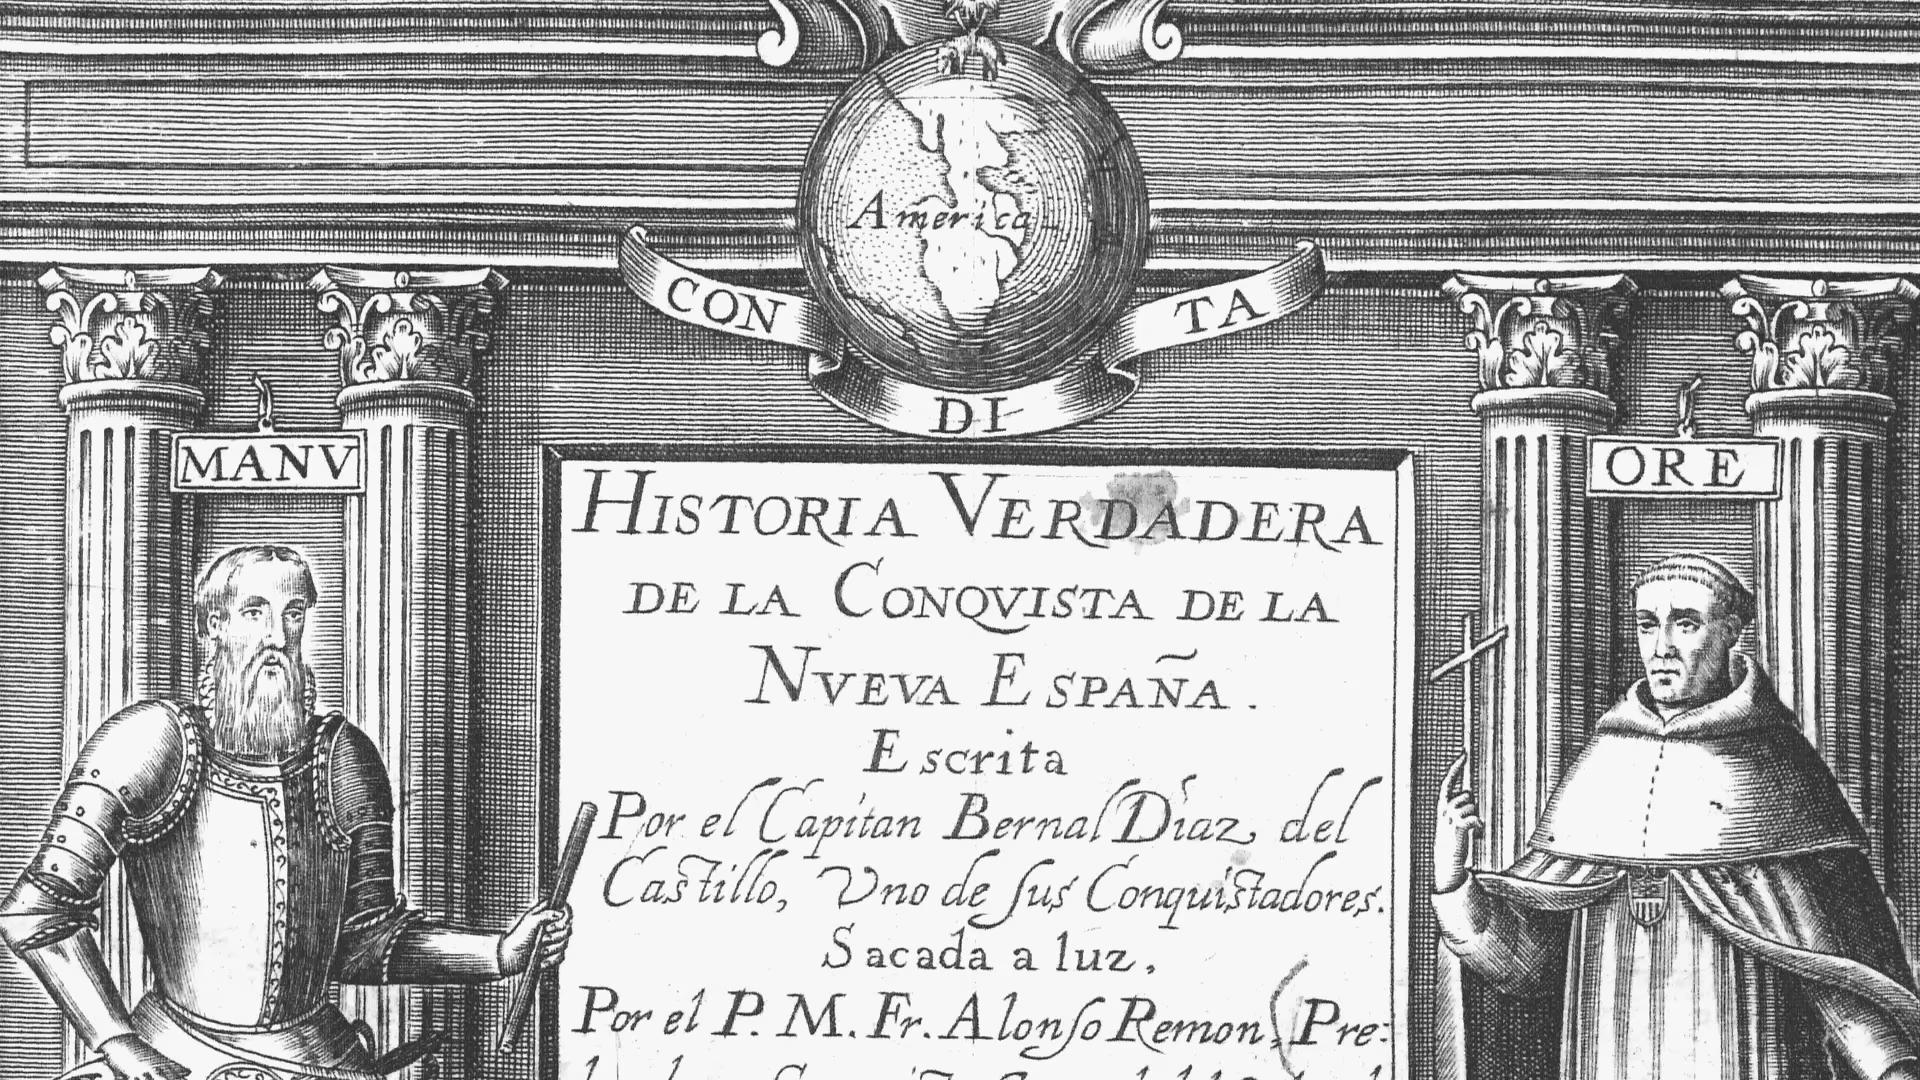 America
CON DI TA
MANV
ORE
HISTORIA VERDADERA
DE LA CONQVISTA DE LA
NVEVA ESPAÑA.
Escrita
Por el Capitan Bernal Díaz, del
Castillo, Vno de sus Conquistadores.
Sacada a luz,
Por el P. M. Fr. Alonso Remon, Pre-